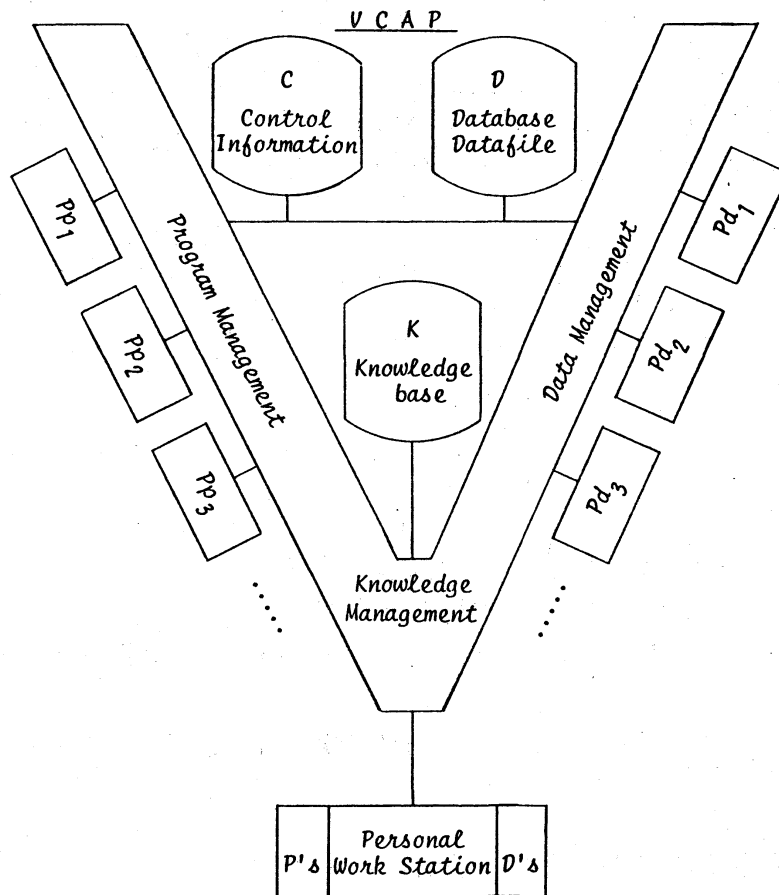 V C A P
C
Control
Information
D
Database
Datafile
Pp1
Pp2
Pp3
Program Management
K
Knowledge
base
Data Management
Pd1
Pd2
Pd3
.....
Knowledge
Management
.....
P's
Personal
Work Station
D's